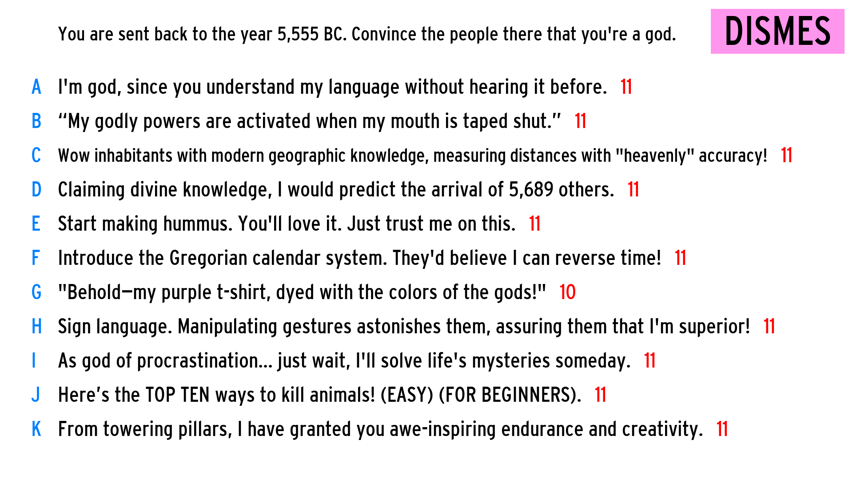 You are sent back to the year 5,555 BC. Convince the people there that you're a god.
DISMES
A I'm god, since you understand my language without hearing it before. 11
B “My godly powers are activated when my mouth is taped shut.” 11
C Wow inhabitants with modern geographic knowledge, measuring distances with "heavenly" accuracy! 11
D Claiming divine knowledge, I would predict the arrival of 5,689 others. 11
E Start making hummus. You'll love it. Just trust me on this. 11
F Introduce the Gregorian calendar system. They'd believe I can reverse time! 11
G "Behold—my purple t-shirt, dyed with the colors of the gods!" 10
H Sign language. Manipulating gestures astonishes them, assuring them that I'm superior! 11
I As god of procrastination... just wait, I'll solve life's mysteries someday. 11
J Here’s the TOP TEN ways to kill animals! (EASY) (FOR BEGINNERS). 11
K From towering pillars, I have granted you awe-inspiring endurance and creativity. 11